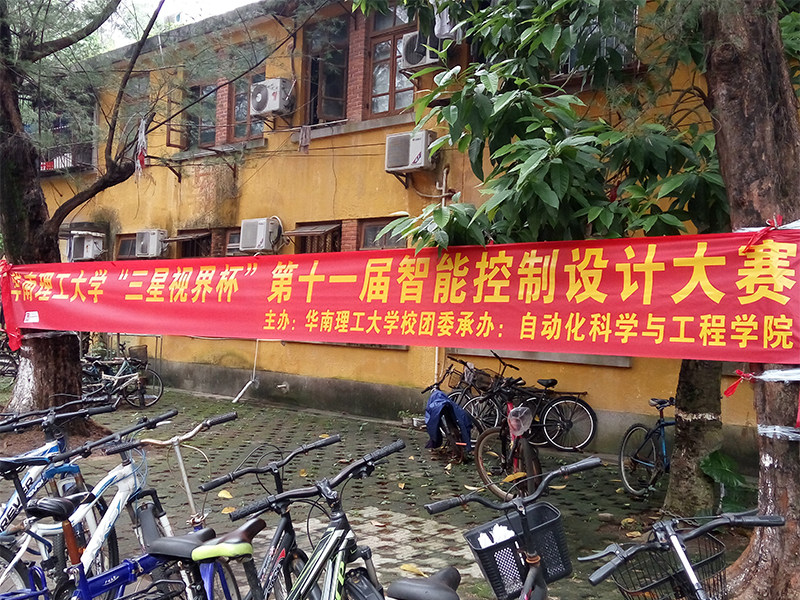 华南理工大学“三星视界杯”第十一届智能控制设计大赛
主办：华南理工大学校团委承办：自动化科学与工程学院